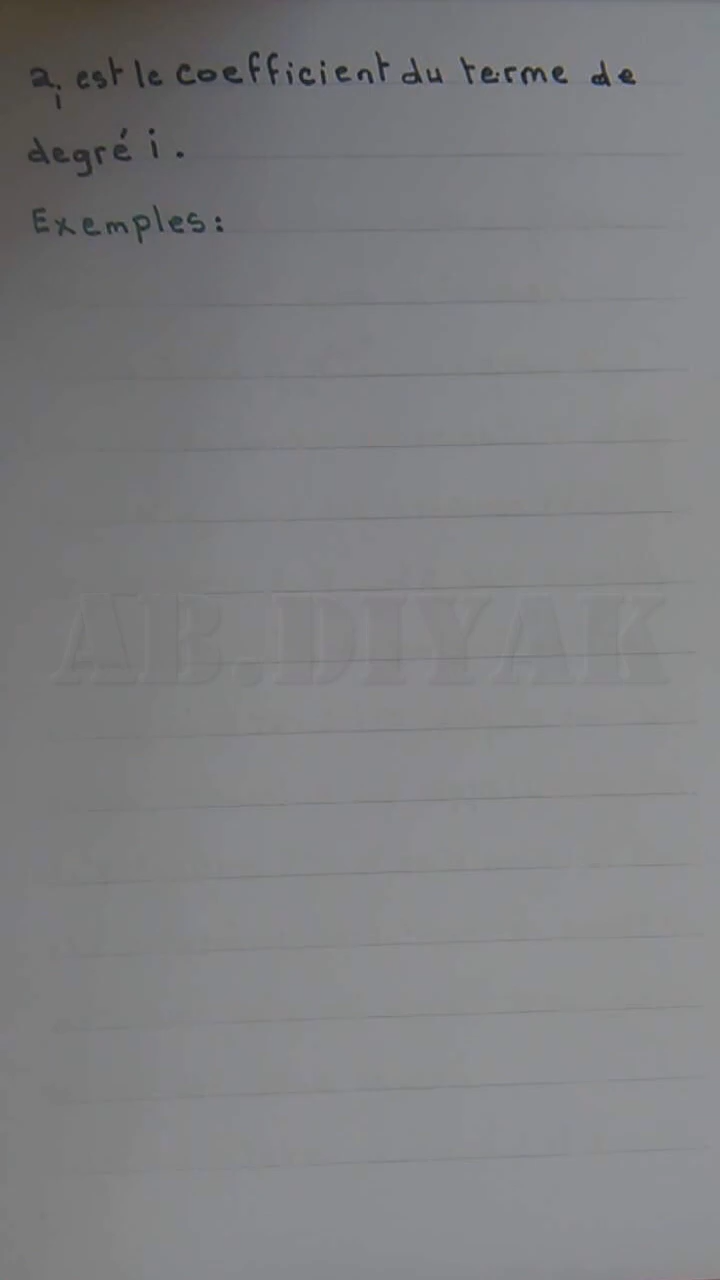 aᵢ est le coefficient du terme de
degré i.
Exemples:
AB.DIYAK